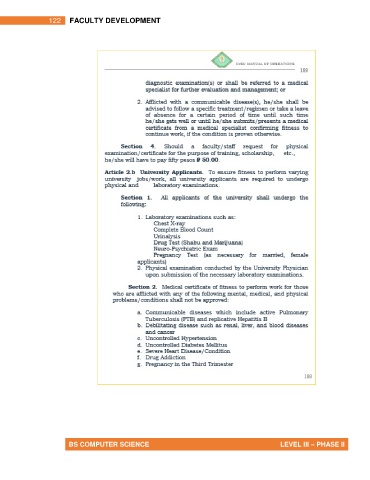 122 FACULTY DEVELOPMENT
CvSU MANUAL OF OPERATIONS
188
diagnostic examination(s) or shall be referred to a medical
specialist for further evaluation and management; or
2. Afflicted with a communicable disease(s), he/she shall be
advised to follow a specific treatment/regimen or take a leave
of absence for a certain period of time until such time
he/she gets well or until he/she submits/presents a medical
certificate from a medical specialist confirming fitness to
continue work, if the condition is proven otherwise.
Section 4. Should a faculty/staff request for physical
examination/certificate for the purpose of training, scholarship, etc.,
he/she will have to pay fifty pesos ₱ 50.00.
Article 2.b University Applicants. To ensure fitness to perform varying
university jobs/work, all university applicants are required to undergo
physical and laboratory examinations.
Section 1. All applicants of the university shall undergo the
following:
1. Laboratory examinations such as:
Chest X-ray
Complete Blood Count
Urinalysis
Drug Test (Shabu and Marijuana)
Neuro-Psychiatric Exam
Pregnancy Test (as necessary for married, female
applicants)
2. Physical examination conducted by the University Physician
upon submission of the necessary laboratory examinations.
Section 2. Medical certificate of fitness to perform work for those
who are afflicted with any of the following mental, medical, and physical
problems/conditions shall not be approved:
a. Communicable diseases which include active Pulmonary
Tuberculosis (PTB) and replicative Hepatitis B
b. Debilitating disease such as renal, liver, and blood diseases
and cancer
c. Uncontrolled Hypertension
d. Uncontrolled Diabetes Mellitus
e. Severe Heart Disease/Condition
f. Drug Addiction
g. Pregnancy in the Third Trimester
188
BS COMPUTER SCIENCE LEVEL III – PHASE II